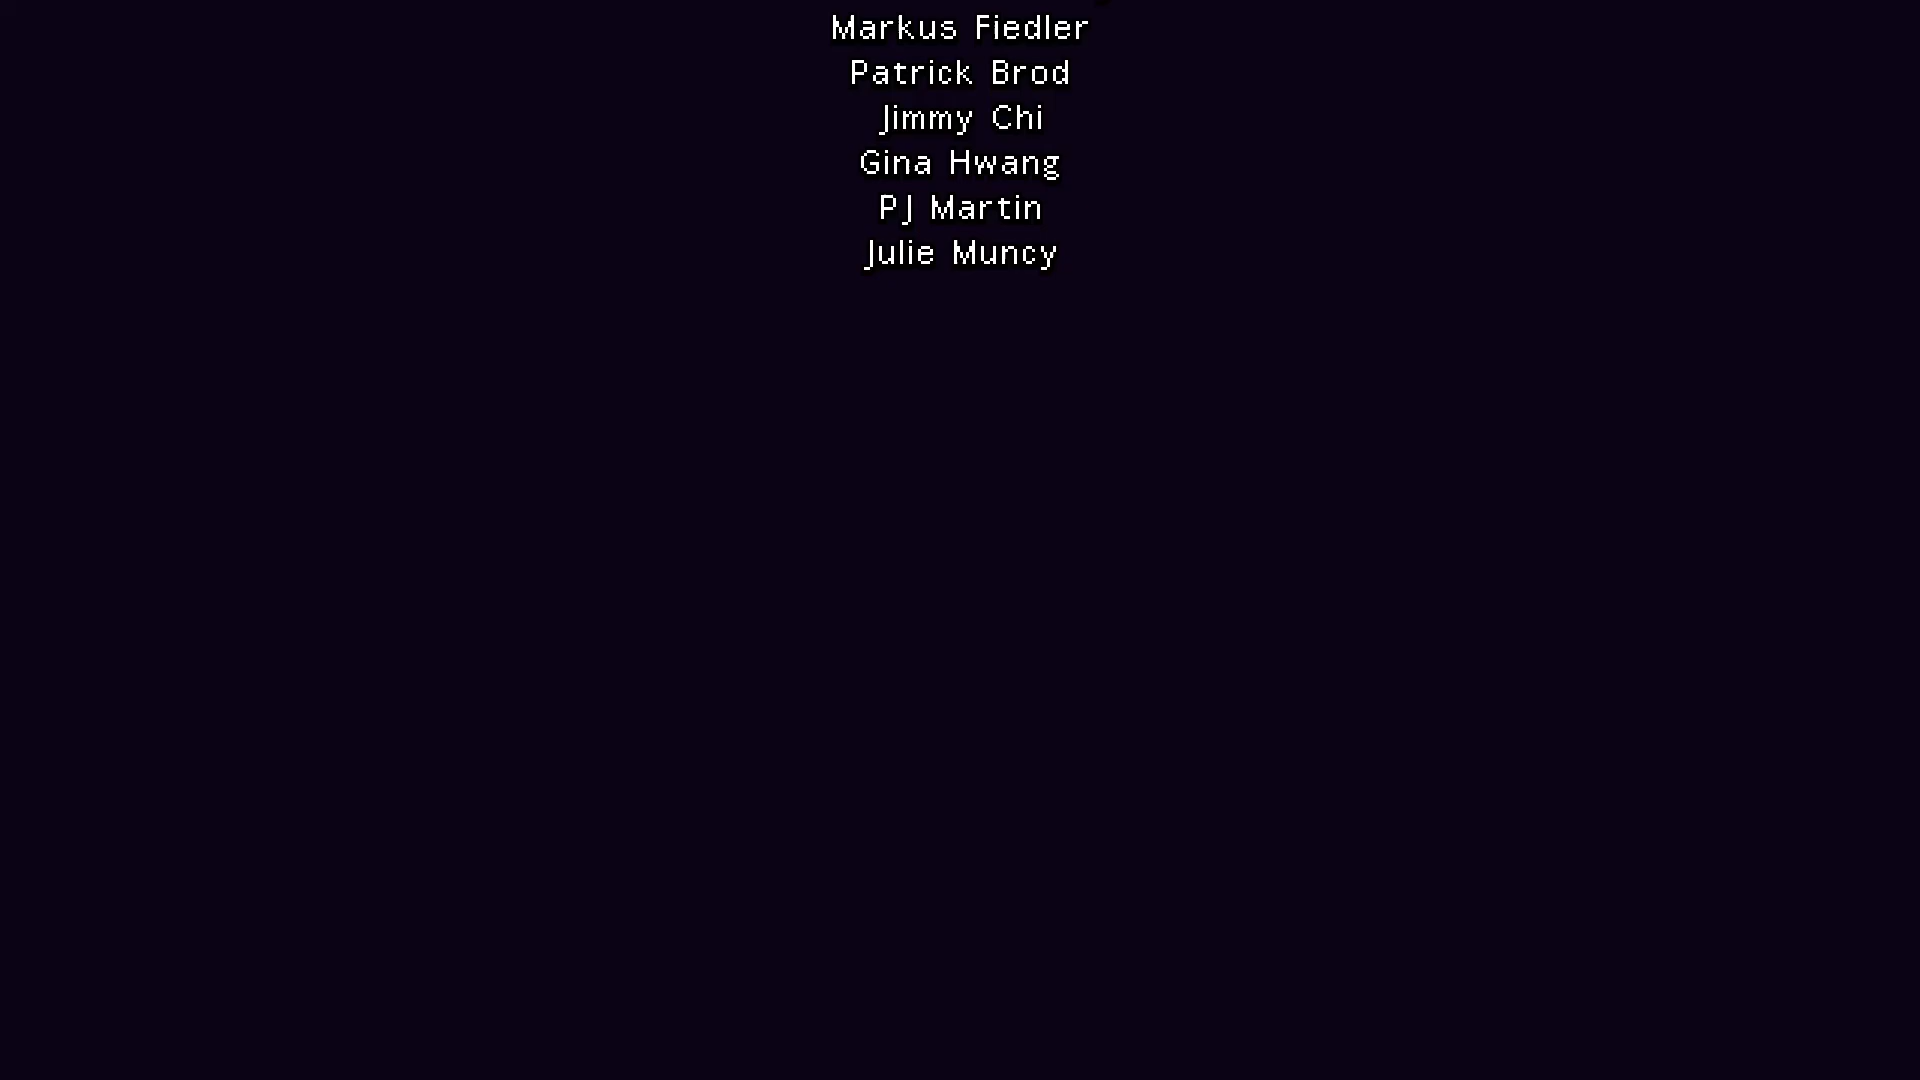 Markus Fiedler
Patrick Brod
Jimmy Chi
Gina Hwang
PJ Martin
Julie Muncy